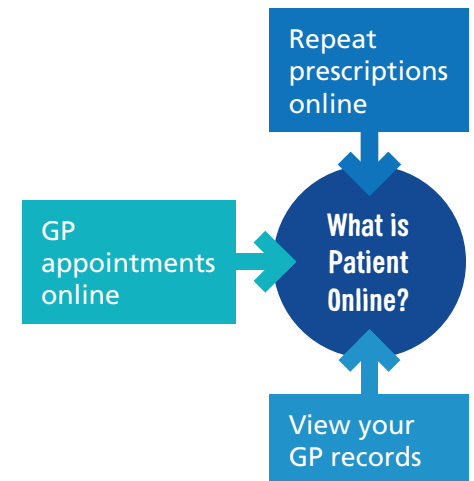 Repeat
prescriptions
online
GP
appointments
online
What is
Patient
Online?
View your
GP records